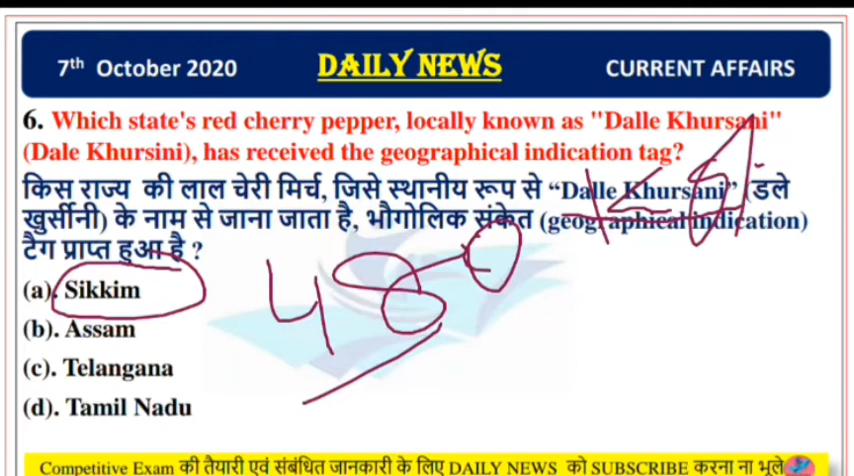 7th October 2020 DAILY NEWS CURRENT AFFAIRS
6. Which state's red cherry pepper, locally known as "Dalle Khursani"
(Dale Khursini), has received the geographical indication tag?
किस राज्य की लाल चेरी मिर्च, जिसे स्थानीय रूप से “Dalle Khursani” (डले
खुर्सीनी) के नाम से जाना जाता है, भौगोलिक संकेत (geographical indication)
टैग प्राप्त हुआ है ?
(a). Sikkim
480
(b). Assam
(c). Telangana
(d). Tamil Nadu
Competitive Exam की तैयारी एवं संबंधित जानकारी के लिए DAILY NEWS को SUBSCRIBE करना ना भूले